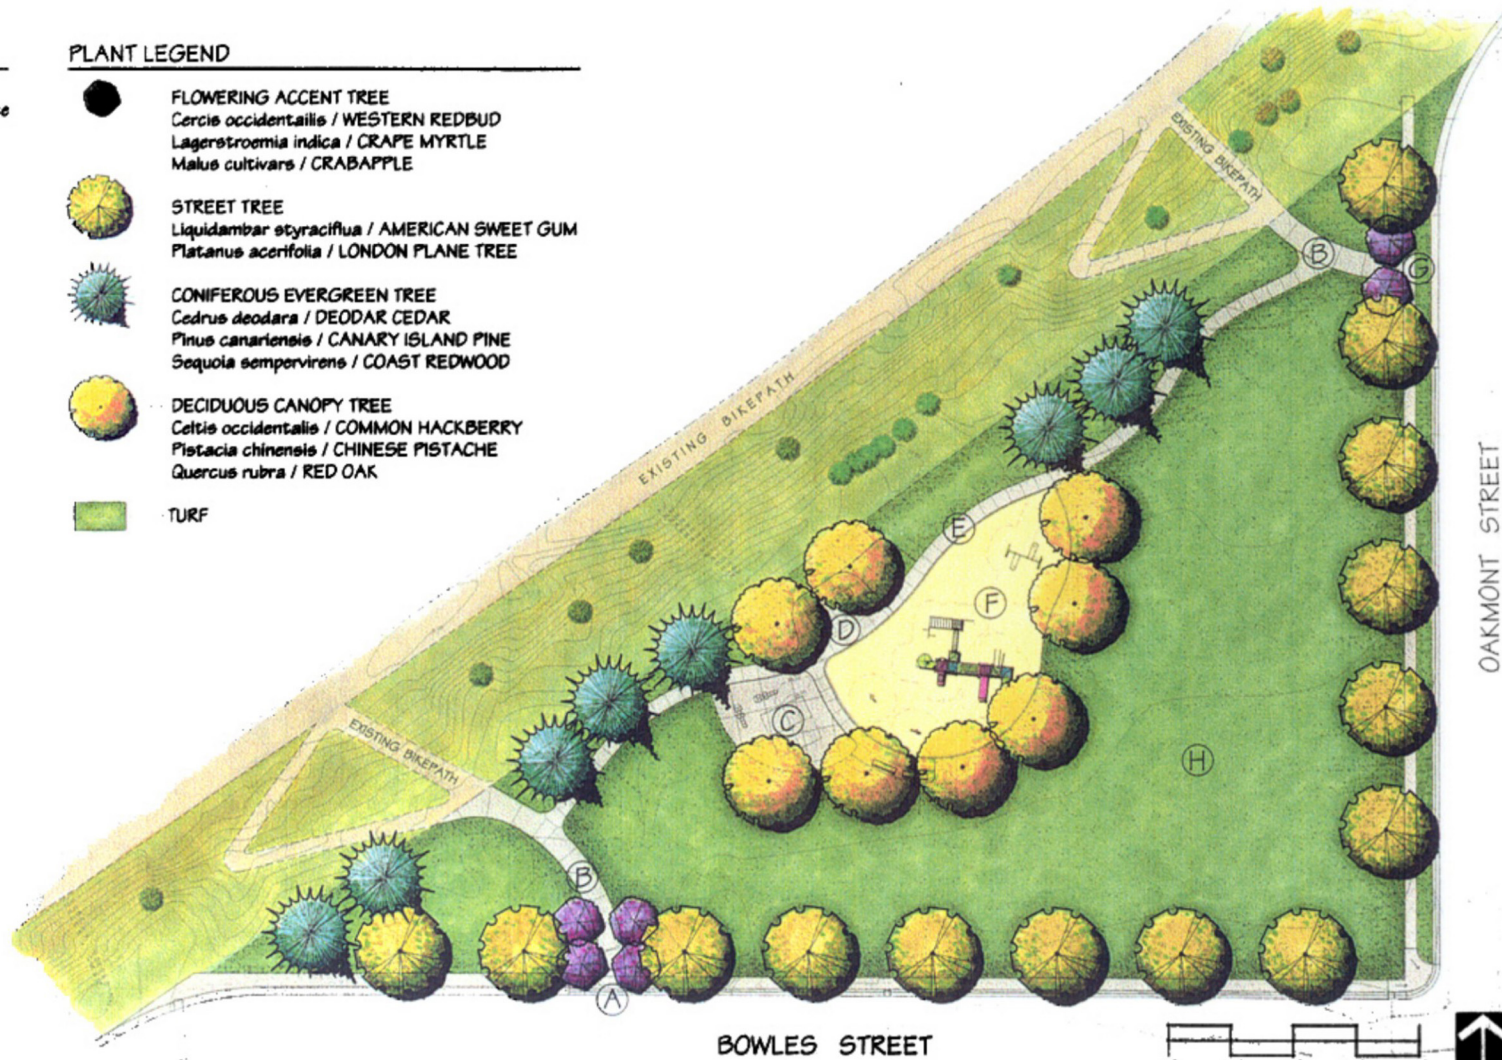 PLANT LEGEND
FLOWERING ACCENT TREE
Cercis occidentailis / WESTERN REDBUD
Lagerstroemia indica / CRAPE MYRTLE
Malus cultivars / CRABAPPLE
STREET TREE
Liquidambar styraciflua / AMERICAN SWEET GUM
Platanus acerifolia / LONDON PLANE TREE
CONIFEROUS EVERGREEN TREE
Cedrus deodara / DEODAR CEDAR
Pinus canariensis / CANARY ISLAND PINE
Sequoia sempervirens / COAST REDWOOD
DECIDUOUS CANOPY TREE
Celtis occidentalis / COMMON HACKBERRY
Pistacia chinensis / CHINESE PISTACHE
Quercus rubra / RED OAK
TURF
EXISTING BIKEPATH
B
G
EXISTING BIKEPATH
E
F
D
C
H
EXISTING BIKEPATH
B
A
OAKMONT STREET
BOWLES STREET